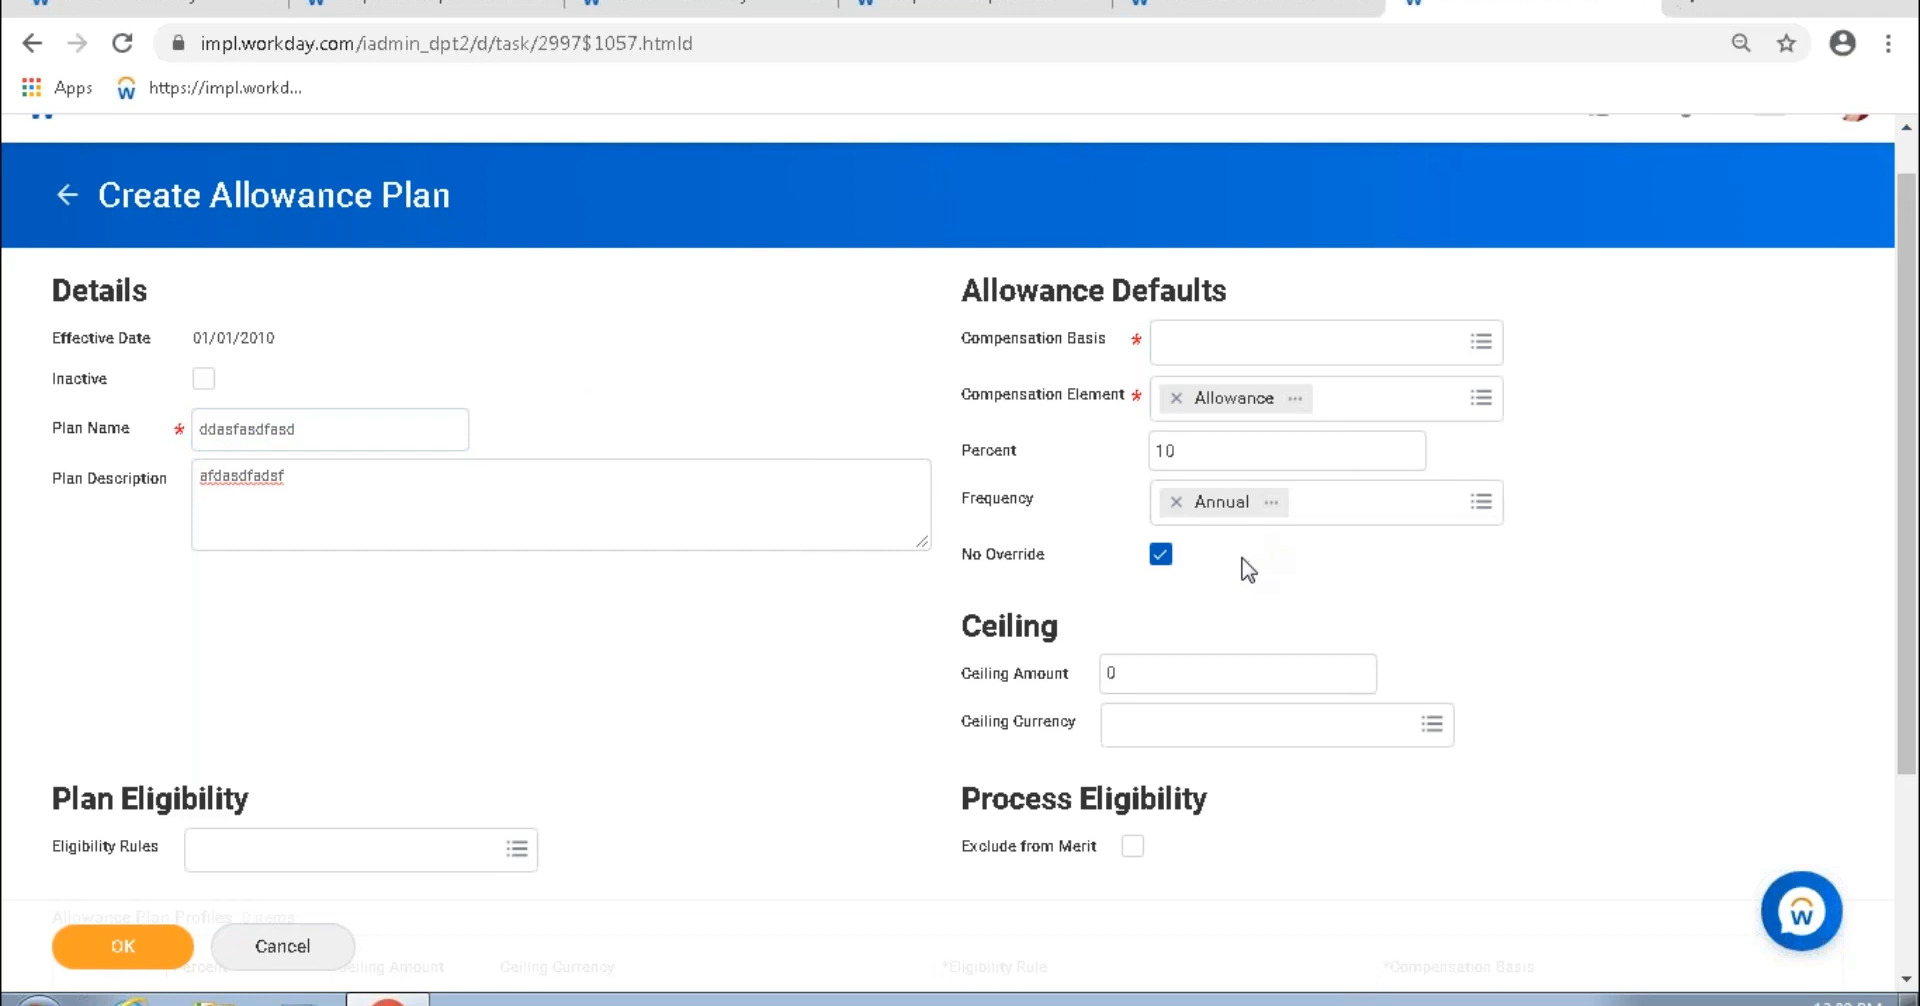 impl.workday.com/iadmin_dpt2/d/task/2997$1057.htmld
Apps
https://impl.workd...
Create Allowance Plan
Details
Effective Date 01/01/2010
Inactive
Plan Name * ddasfasdfasd
Plan Description afdasdfadsf
Allowance Defaults
Compensation Basis *
Compensation Element * Allowance
Percent 10
Frequency Annual
No Override
Ceiling
Ceiling Amount 0
Ceiling Currency
Plan Eligibility
Eligibility Rules
Process Eligibility
Exclude from Merit
Allowance Plan Profiles 0 items
OK Cancel
Percent Ceiling Amount Ceiling Currency *Eligibility Rule *Compensation Basis